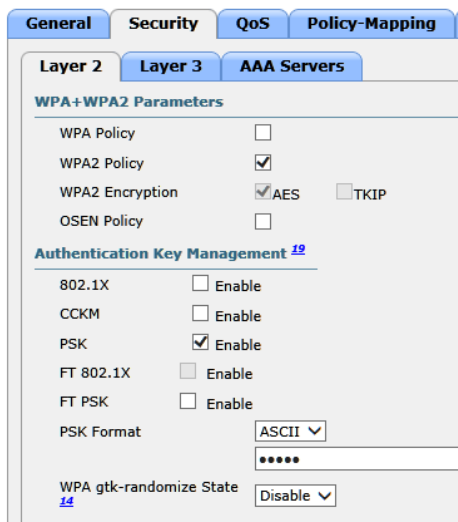 General Security QoS Policy-Mapping
Layer 2 Layer 3 AAA Servers
WPA+WPA2 Parameters
WPA Policy
WPA2 Policy
WPA2 Encryption AES TKIP
OSEN Policy
Authentication Key Management 19
802.1X Enable
CCKM Enable
PSK Enable
FT 802.1X Enable
FT PSK Enable
PSK Format ASCII
•••••
WPA gtk-randomize State
14 Disable